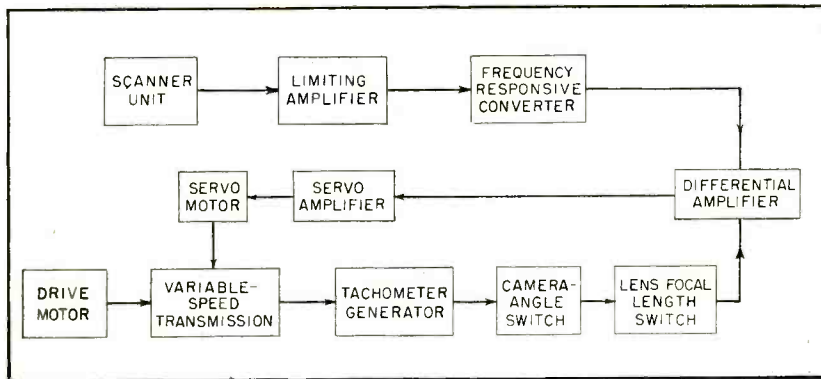 SCANNER
UNIT
LIMITING
AMPLIFIER
FREQUENCY
RESPONSIVE
CONVERTER
SERVO
MOTOR
SERVO
AMPLIFIER
DIFFERENTIAL
AMPLIFIER
DRIVE
MOTOR
VARIABLE-
SPEED
TRANSMISSION
TACHOMETER
GENERATOR
CAMERA-
ANGLE
SWITCH
LENS FOCAL
LENGTH
SWITCH